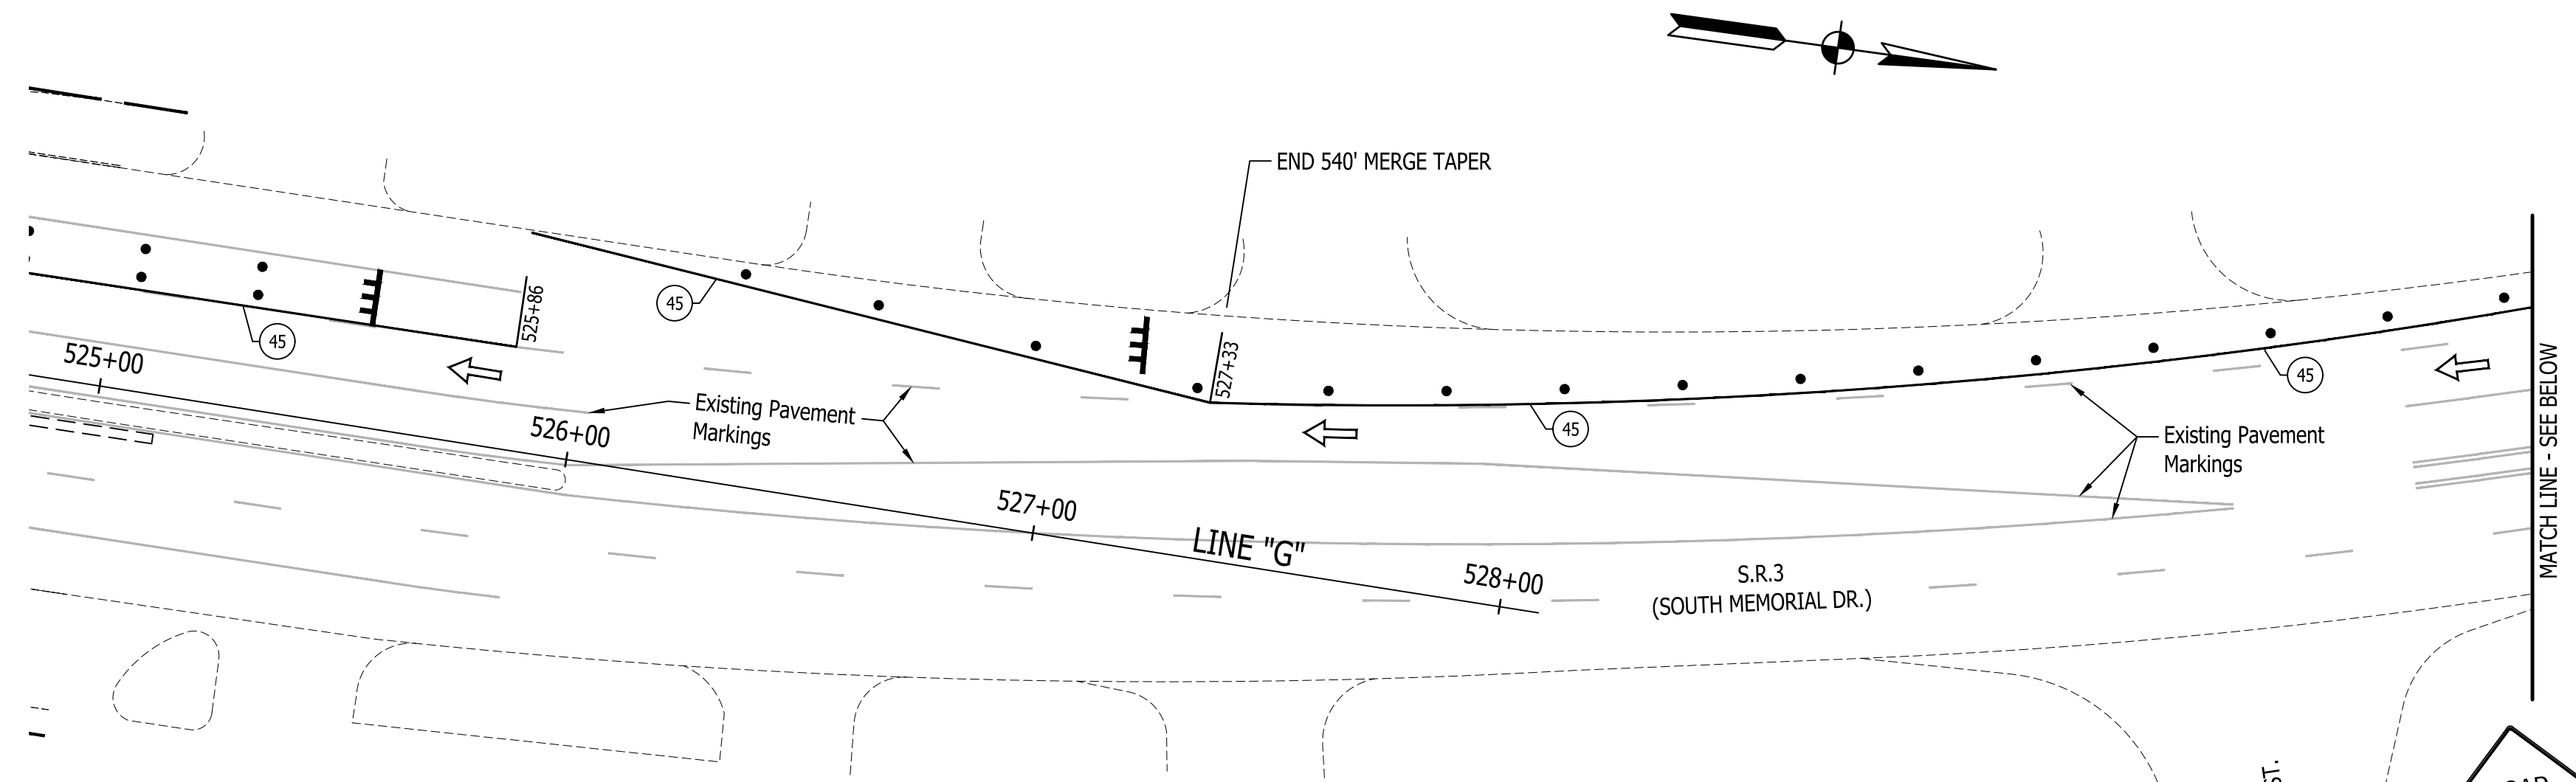 END 540' MERGE TAPER
525+86
45
45
527+33
525+00
Existing Pavement
Markings
45
45
526+00
Existing Pavement
Markings
MATCH LINE - SEE BELOW
527+00
LINE "G"
528+00
S.R.3
(SOUTH MEMORIAL DR.)
ST.